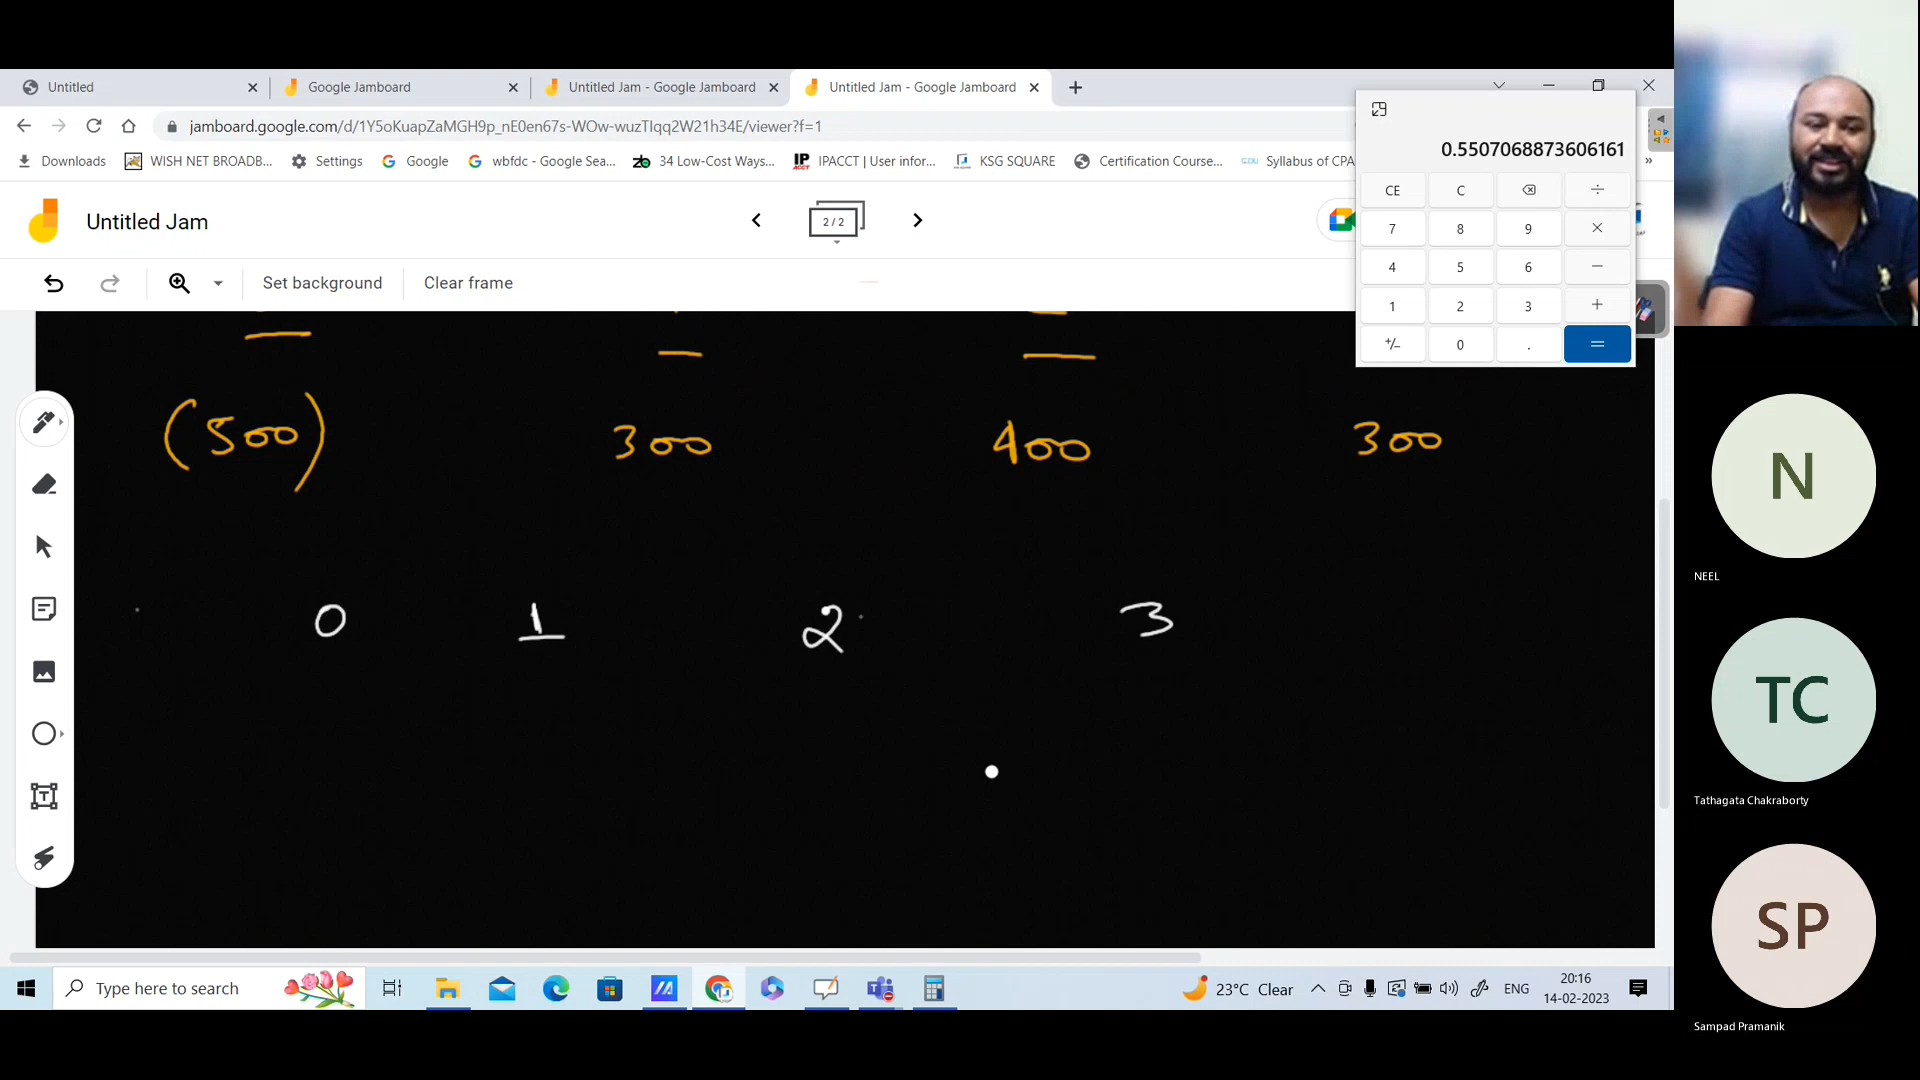 Untitled
Google Jamboard
Untitled Jam - Google Jamboard
Untitled Jam - Google Jamboard
jamboard.google.com/d/1Y5oKuapZaMGH9p_nE0en67s-WOw-wuzTIqq2W21h34E/viewer?f=1
Downloads
WISH NET BROADB...
Settings
Google
wbfdc - Google Sea...
34 Low-Cost Ways...
IPACCT | User infor...
KSG SQUARE
Certification Course...
Syllabus of CPA
»
Untitled Jam
2 / 2
Set background
Clear frame
0.5507068873606161
CE C ÷
7 8 9 ×
4 5 6 −
1 2 3 +
+/− 0 . =
(500) 300 400 300
0 1 2 3
N
NEEL
TC
Tathagata Chakraborty
SP
Sampad Pramanik
Type here to search
23°C Clear
ENG
20:16
14-02-2023